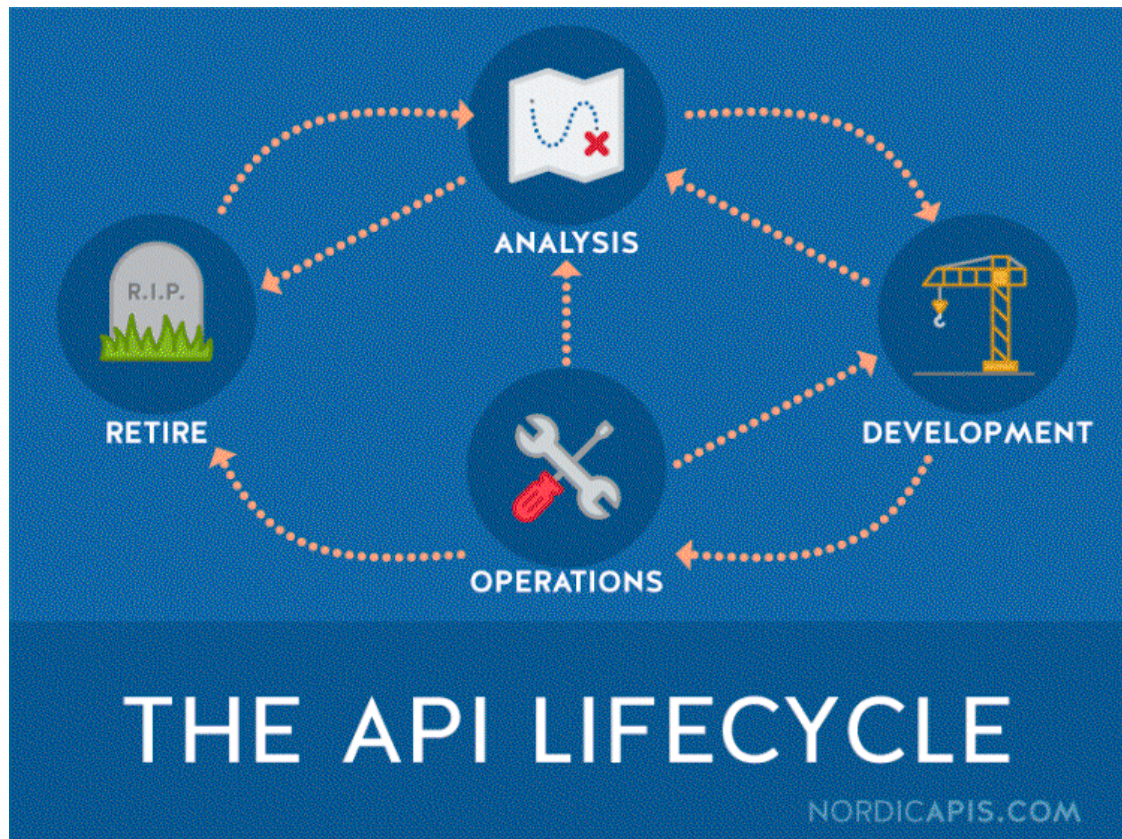 ANALYSIS
R.I.P.
RETIRE
DEVELOPMENT
OPERATIONS
THE API LIFECYCLE
NORDICAPIS.COM